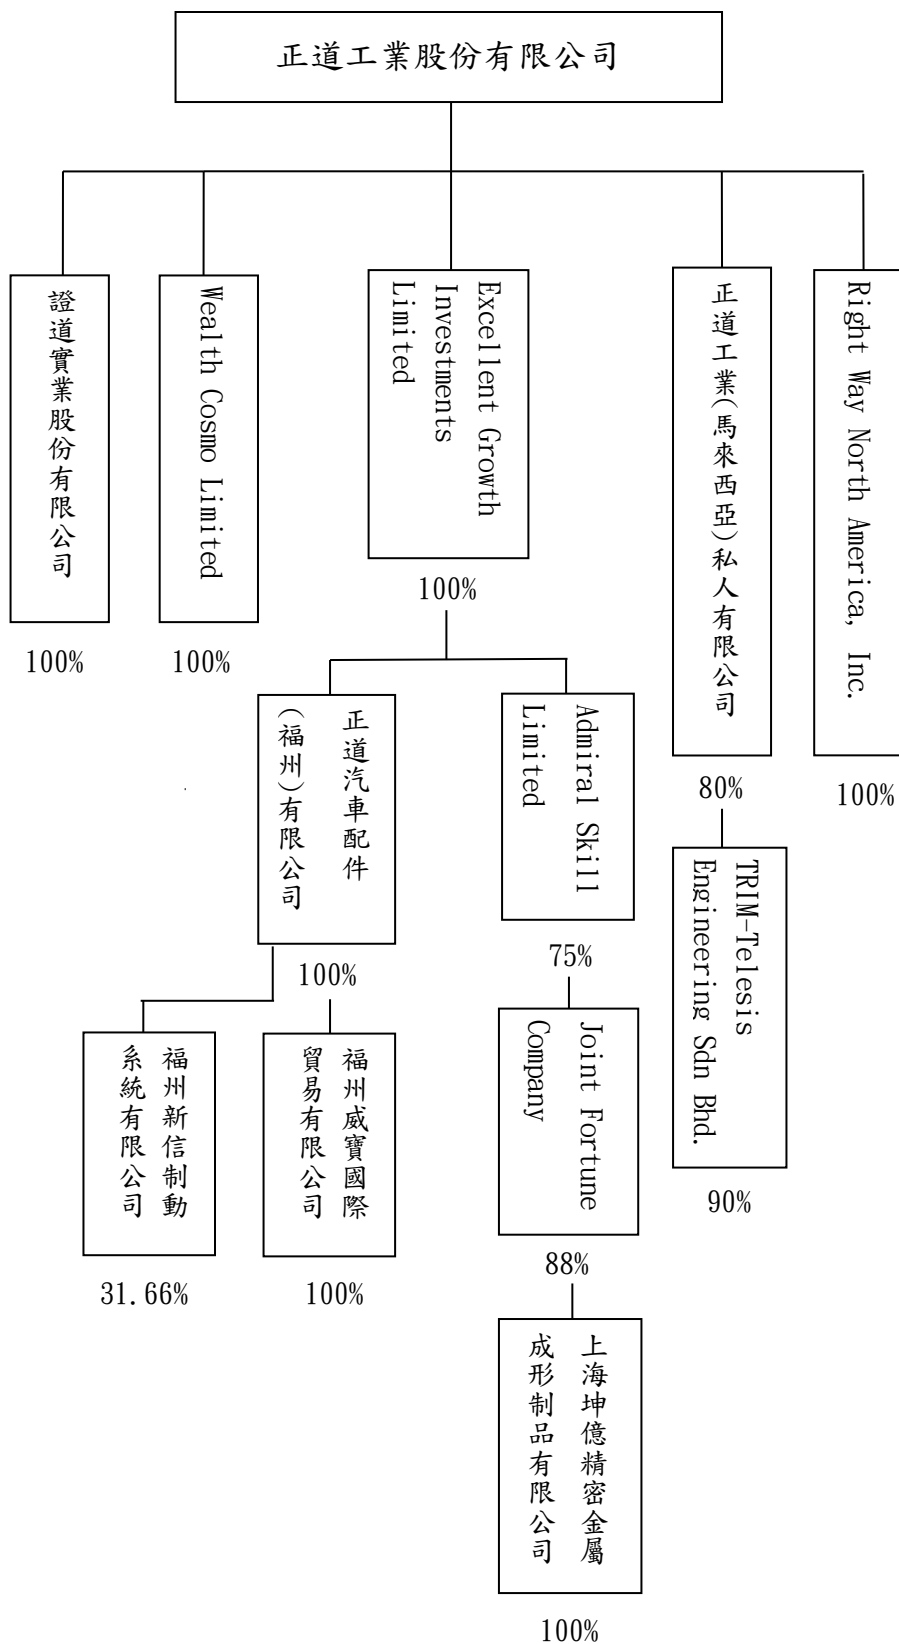 正道工業股份有限公司
證道實業股份有限公司
100%
Wealth Cosmo Limited
100%
Excellent Growth
Investments
Limited
100%
正道工業(馬來西亞)私人有限公司
80%
Right Way North America, Inc.
100%
正道汽車配件
(福州)有限公司
100%
Admiral Skill
Limited
75%
TRIM-Telesis
Engineering Sdn Bhd.
90%
福州新信制動
系統有限公司
31.66%
福州威寶國際
貿易有限公司
100%
Joint Fortune
Company
88%
上海坤億精密金屬
成形制品有限公司
100%